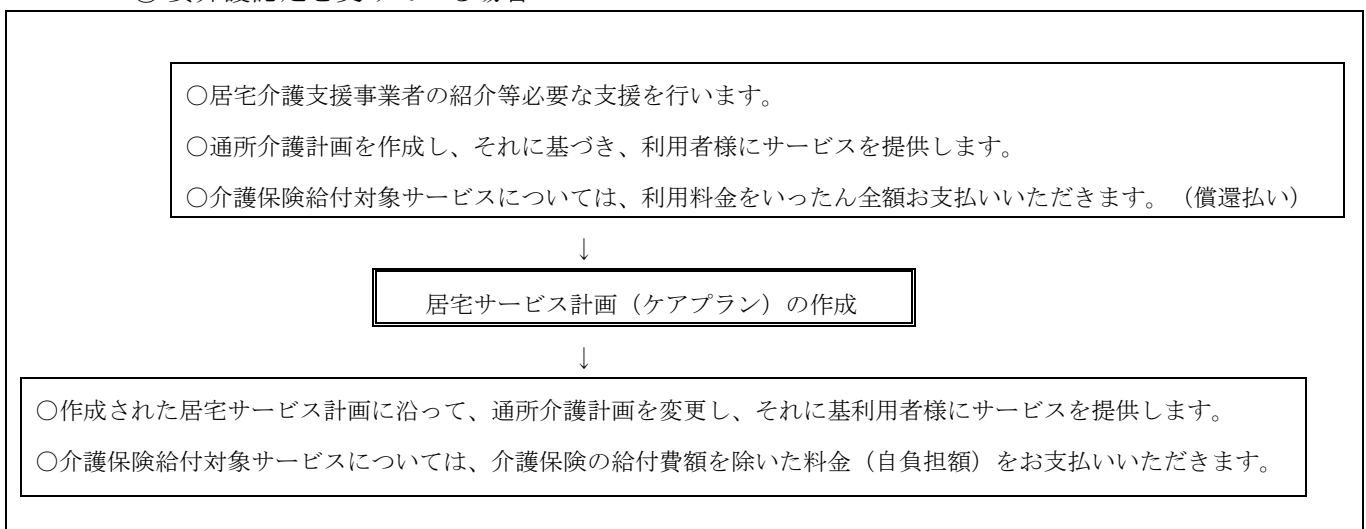 ○居宅介護支援事業者の紹介等必要な支援を行います。
○通所介護計画を作成し、それに基づき、利用者様にサービスを提供します。
○介護保険給付対象サービスについては、利用料金をいったん全額お支払いいただきます。（償還払い）
↓
居宅サービス計画（ケアプラン）の作成
↓
○作成された居宅サービス計画に沿って、通所介護計画を変更し、それに基利用者様にサービスを提供します。
○介護保険給付対象サービスについては、介護保険の給付費額を除いた料金（自負担額）をお支払いいただきます。